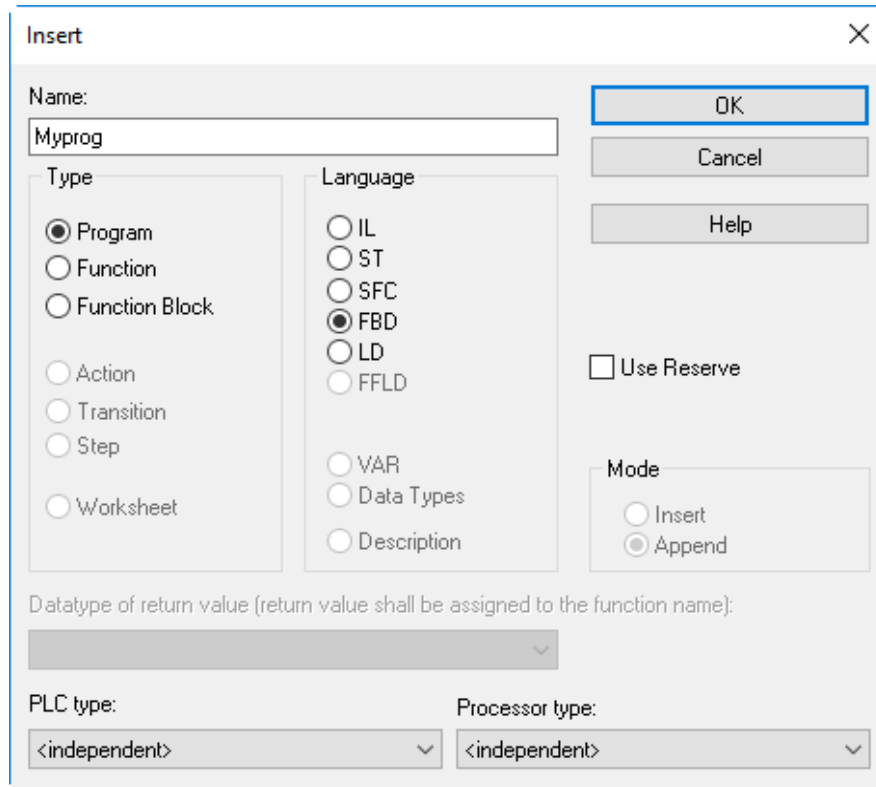 Insert
Name:
OK
Myprog
Cancel
Type
Language
Help
Program
Function
Function Block
Action
Transition
Step
Worksheet
IL
ST
SFC
FBD
LD
FFLD
VAR
Data Types
Description
Use Reserve
Mode
Insert
Append
Datatype of return value (return value shall be assigned to the function name):
PLC type:
Processor type:
<independent>
<independent>